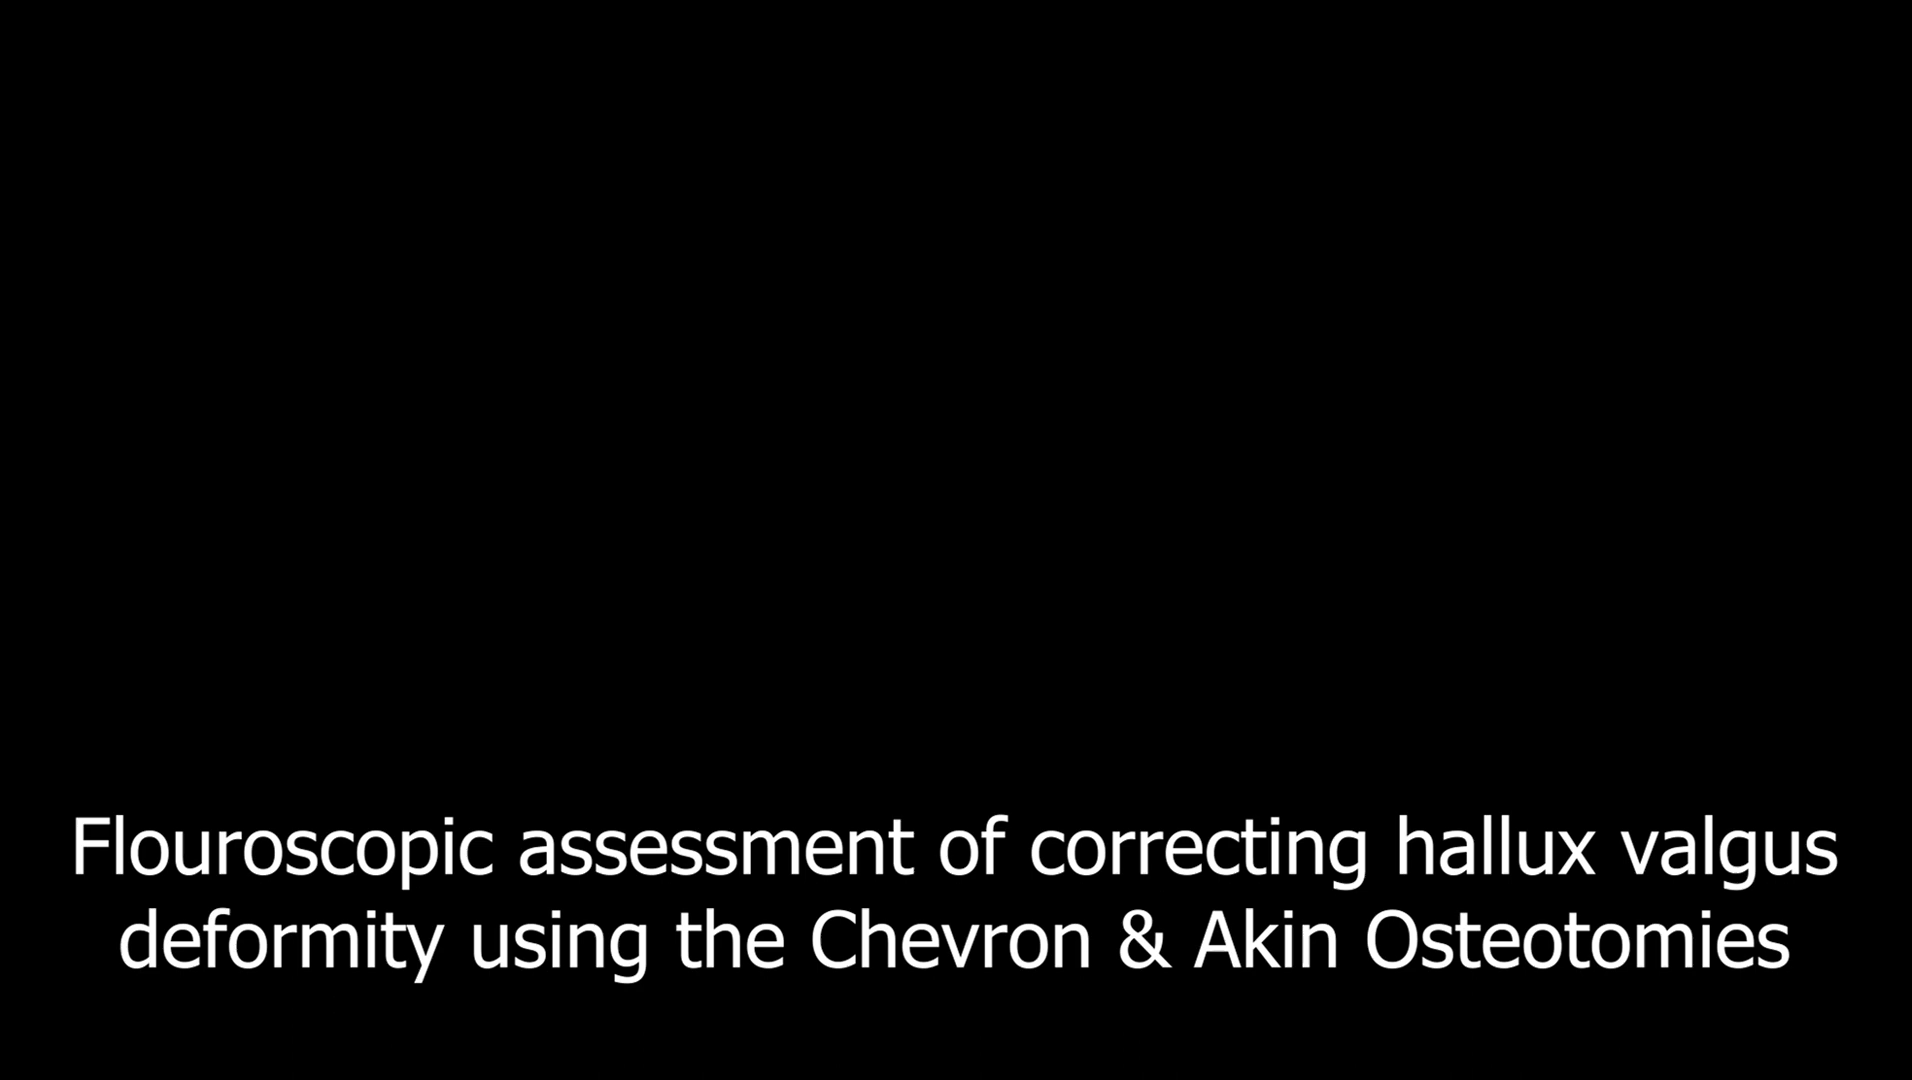 Flouroscopic assessment of correcting hallux valgus
deformity using the Chevron & Akin Osteotomies